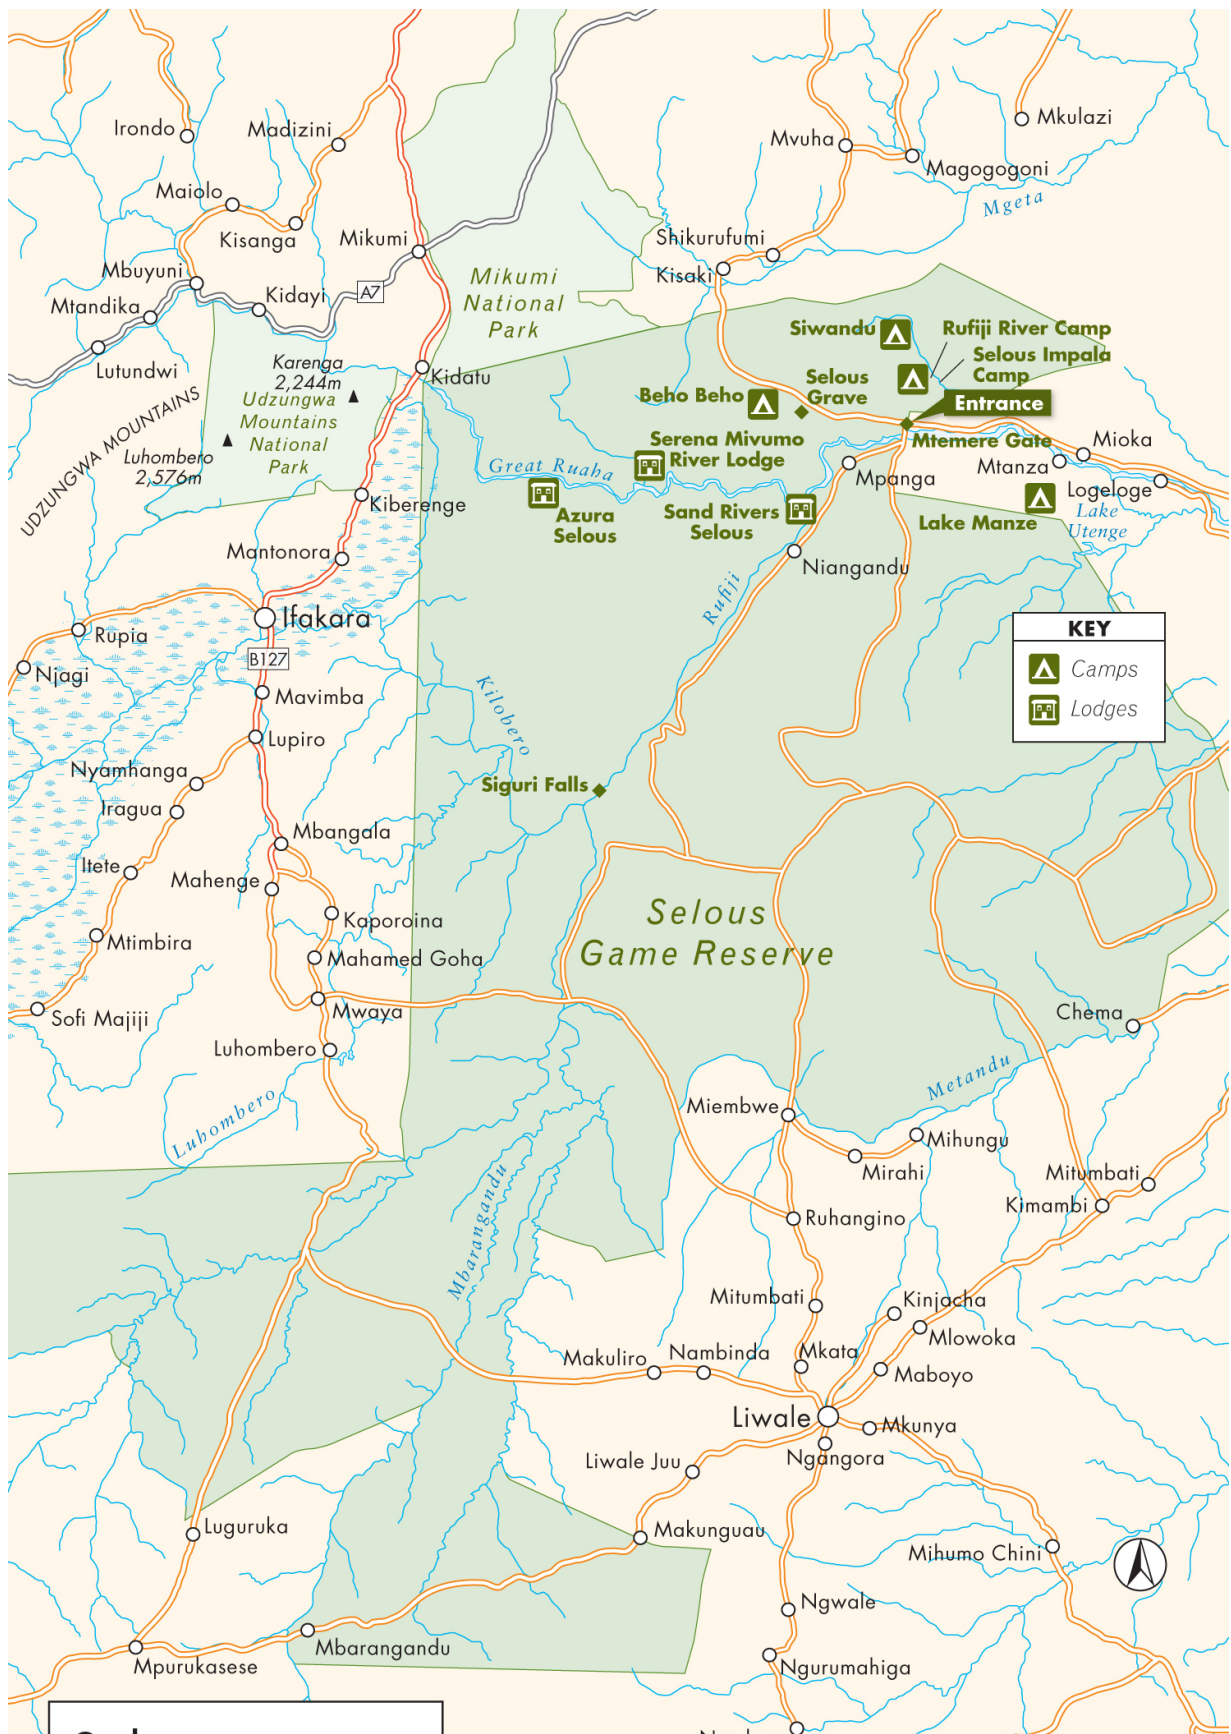 Irondo
Madizini
Mkulazi
Mvuha
Magogogoni
Maiolo
Mgeta
Kisanga
Mikumi
Shikurufumi
Kisaki
Mbuyuni
Mikumi
National
Park
A7
Kidayi
Mtandika
Siwandu
Rufiji River Camp
Selous Impala
Camp
Lutundwi
Karenga
2,244m
Kidatu
Selous
Grave
Beho Beho
Entrance
Udzungwa
Mountains
National
Park
UDZUNGWA MOUNTAINS
Luhombero
2,576m
Serena Mivumo
River Lodge
Mtemere Gate
Mioka
Mtanza
Great Ruaha
Mpanga
Logeloge
Kiberenge
Azura
Selous
Sand Rivers
Selous
Lake Manze
Lake
Utenge
Mantonora
Niangandu
Rufiji
Ifakara
Rupia
KEY
Camps
Lodges
B127
Njagi
Mavimba
Kilobero
Lupiro
Nyamhanga
Siguri Falls
Iragua
Mbangala
Itete
Mahenge
Selous
Game Reserve
Kaporoina
Mtimbira
Mahamed Goha
Sofi Majiji
Mwaya
Chema
Luhombero
Metandu
Luhombero
Miembwe
Mihungu
Mirahi
Mitumbati
Kimambi
Mbarangandu
Ruhangino
Mitumbati
Kinjacha
Mlowoka
Makuliro
Nambinda
Mkata
Maboyo
Liwale
Mkunya
Liwale Juu
Ngangora
Luguruka
Makunguau
Mihumo Chini
Ngwale
Mbarangandu
Mpurukasese
Ngurumahiga